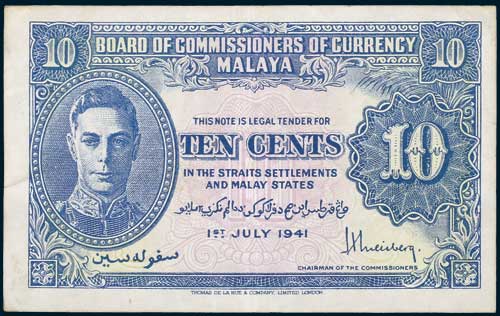 10 BOARD OF COMMISSIONERS OF CURRENCY 10
MALAYA
THIS NOTE IS LEGAL TENDER FOR
TEN CENTS
10
IN THE STRAITS SETTLEMENTS
AND MALAY STATES
1ST JULY 1941
سڤوله سين
CHAIRMAN OF THE COMMISSIONERS
THOMAS DE LA RUE & COMPANY, LIMITED LONDON.